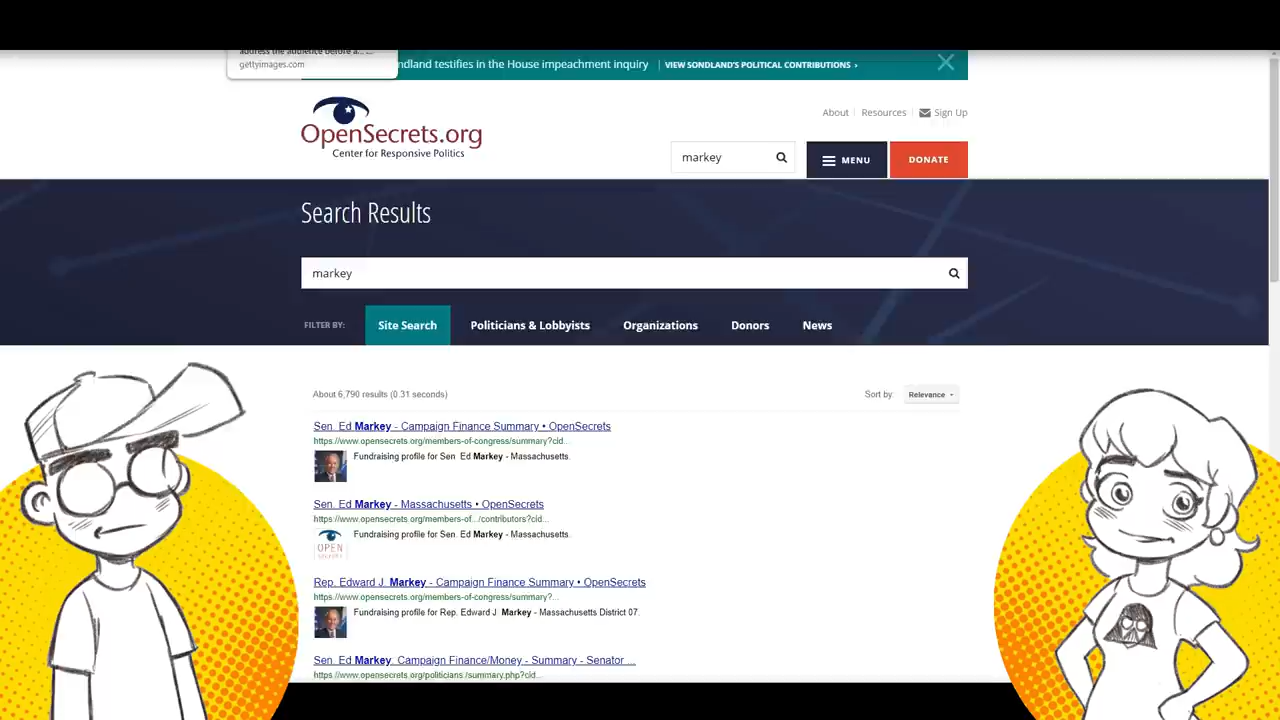 address the audience before a... ...
gettyimages.com
ndland testifies in the House impeachment inquiry | VIEW SONDLAND'S POLITICAL CONTRIBUTIONS ›
OpenSecrets.org
Center for Responsive Politics
About
Resources
Sign Up
markey
MENU
DONATE
Search Results
markey
FILTER BY:
Site Search
Politicians & Lobbyists
Organizations
Donors
News
About 6,790 results (0.31 seconds)
Sort by:
Relevance
Sen. Ed Markey - Campaign Finance Summary • OpenSecrets
https://www.opensecrets.org/members-of-congress/summary?cid...
Fundraising profile for Sen. Ed Markey - Massachusetts.
Sen. Ed Markey - Massachusetts • OpenSecrets
https://www.opensecrets.org/members-of.../contributors?cid...
Fundraising profile for Sen. Ed Markey - Massachusetts.
OPEN
Rep. Edward J. Markey - Campaign Finance Summary • OpenSecrets
https://www.opensecrets.org/members-of-congress/summary?...
Fundraising profile for Rep. Edward J. Markey - Massachusetts District 07.
Sen. Ed Markey: Campaign Finance/Money - Summary - Senator ...
https://www.opensecrets.org/politicians/summary.php?cid...